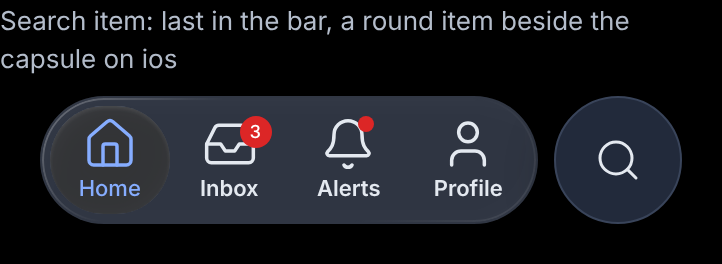 Search item: last in the bar, a round item beside the
capsule on ios
3
Home Inbox Alerts Profile